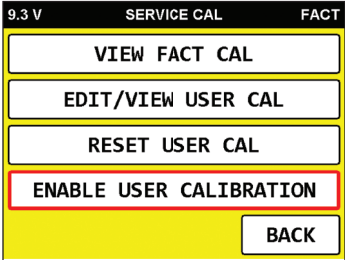 9.3 V SERVICE CAL FACT
VIEW FACT CAL
EDIT/VIEW USER CAL
RESET USER CAL
ENABLE USER CALIBRATION
BACK